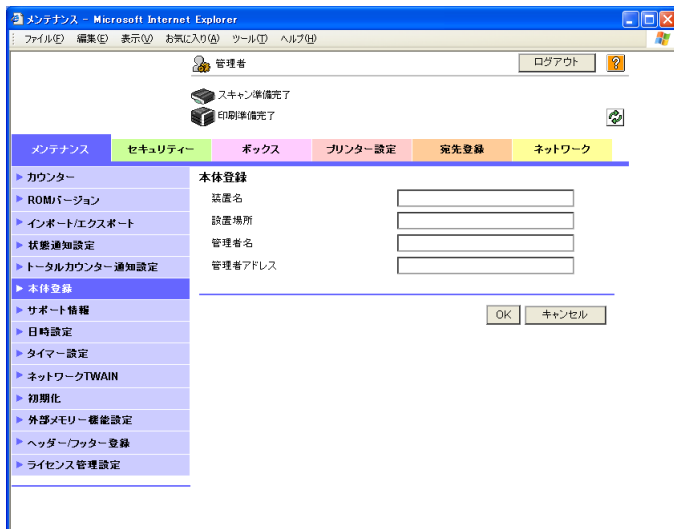 メンテナンス - Microsoft Internet Explorer
ファイル(F) 編集(E) 表示(V) お気に入り(A) ツール(T) ヘルプ(H)
管理者
ログアウト
?
スキャン準備完了
印刷準備完了
メンテナンス セキュリティー ボックス プリンター設定 宛先登録 ネットワーク
カウンター
ROMバージョン
インポート/エクスポート
状態通知設定
トータルカウンター通知設定
本体登録
サポート情報
日時設定
タイマー設定
ネットワークTWAIN
初期化
外部メモリー機能設定
ヘッダー/フッター登録
ライセンス管理設定
本体登録
装置名
設置場所
管理者名
管理者アドレス
OK キャンセル